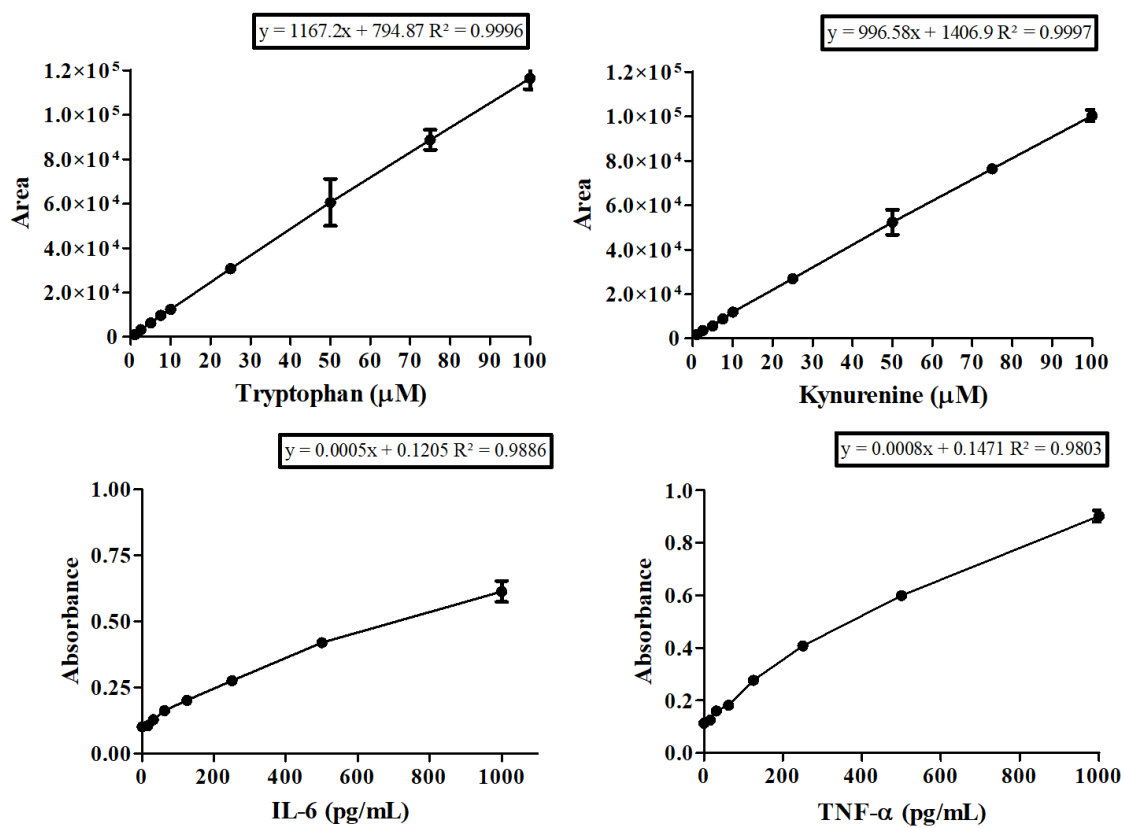 y = 1167.2x + 794.87 R² = 0.9996
1.2×10⁵
1.0×10⁵
8.0×10⁴
6.0×10⁴
4.0×10⁴
2.0×10⁴
0
Area
0 10 20 30 40 50 60 70 80 90 100
Tryptophan (μM)
y = 996.58x + 1406.9 R² = 0.9997
1.2×10⁵
1.0×10⁵
8.0×10⁴
6.0×10⁴
4.0×10⁴
2.0×10⁴
0
Area
0 10 20 30 40 50 60 70 80 90 100
Kynurenine (μM)
y = 0.0005x + 0.1205 R² = 0.9886
1.00
0.75
0.50
0.25
0.00
Absorbance
0 200 400 600 800 1000
IL-6 (pg/mL)
y = 0.0008x + 0.1471 R² = 0.9803
1.0
0.8
0.6
0.4
0.2
0.0
Absorbance
0 200 400 600 800 1000
TNF-α (pg/mL)